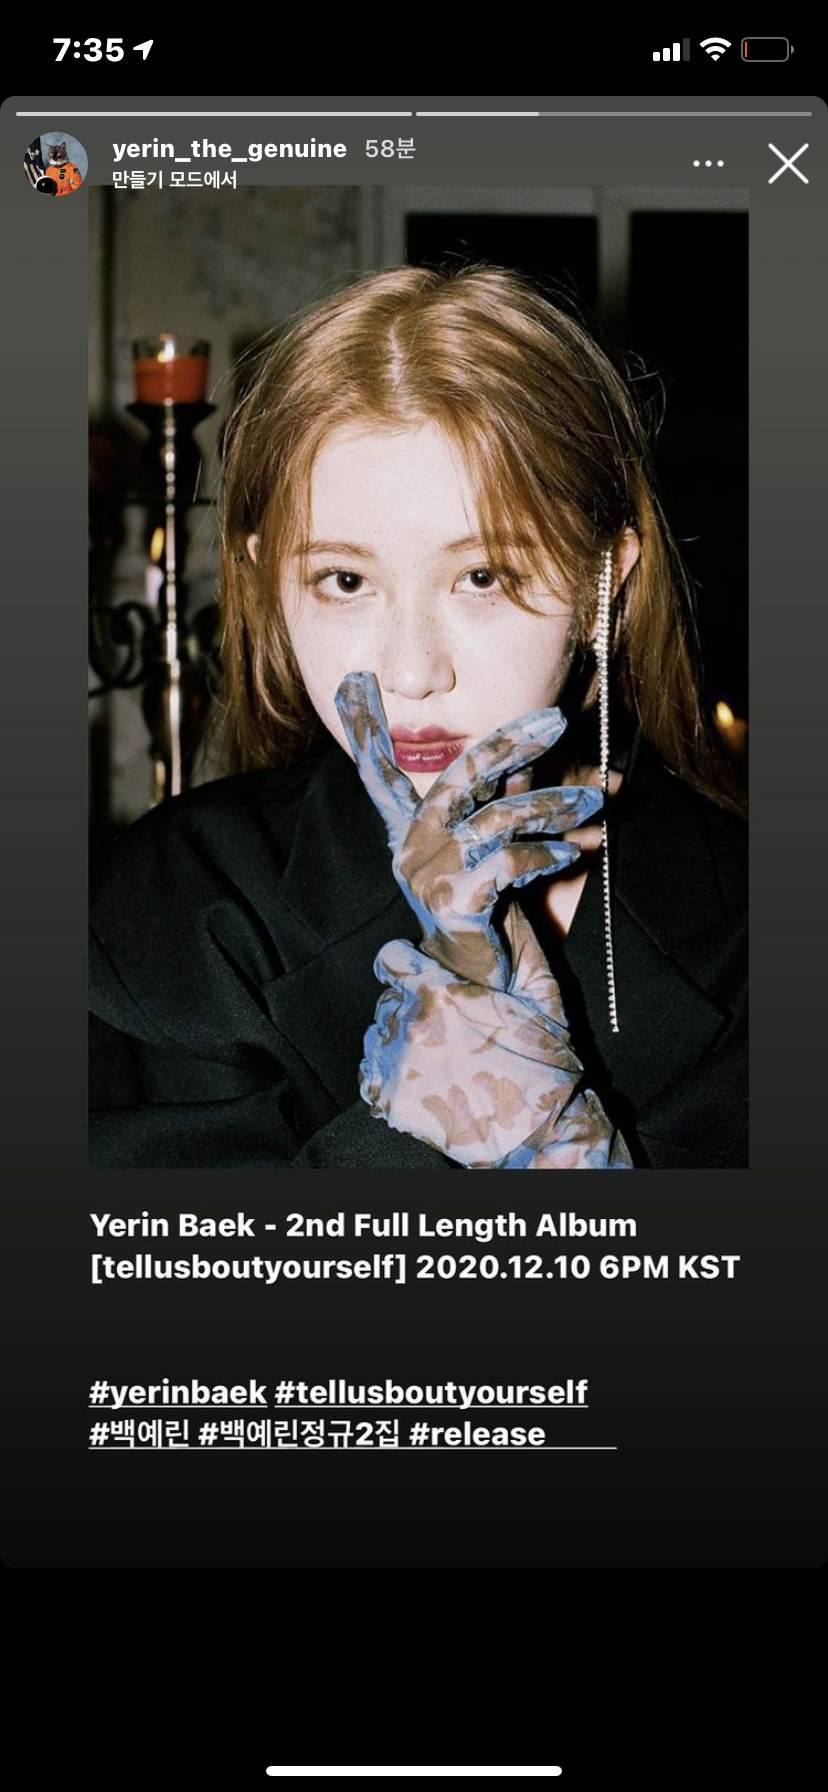 7:35
yerin_the_genuine 58분
만들기 모드에서
Yerin Baek - 2nd Full Length Album
[tellusboutyourself] 2020.12.10 6PM KST
#yerinbaek #tellusboutyourself
#백예린 #백예린정규2집 #release